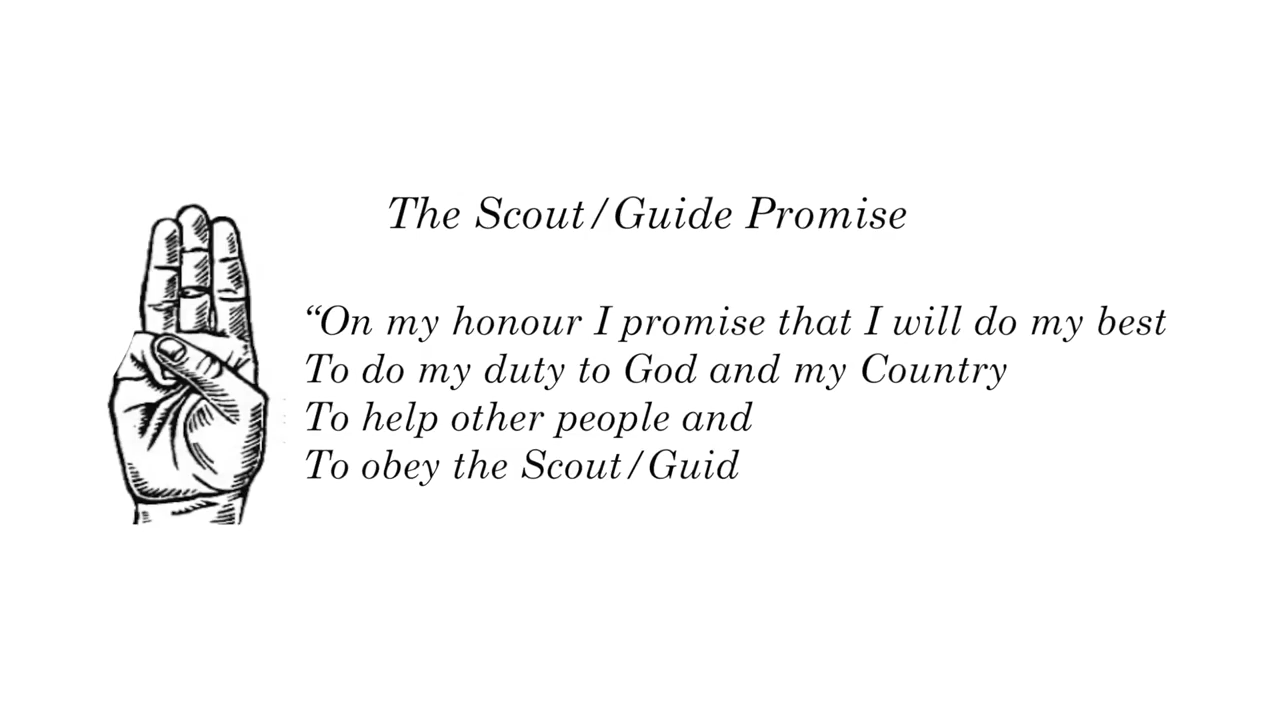 The Scout/Guide Promise
“On my honour I promise that I will do my best
To do my duty to God and my Country
To help other people and
To obey the Scout/Guid